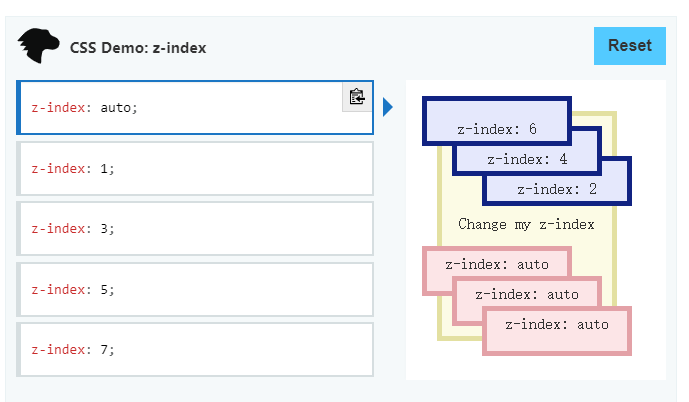 CSS Demo: z-index
Reset
z-index: auto;
z-index: 1;
z-index: 3;
z-index: 5;
z-index: 7;
z-index: 6
z-index: 4
z-index: 2
Change my z-index
z-index: auto
z-index: auto
z-index: auto